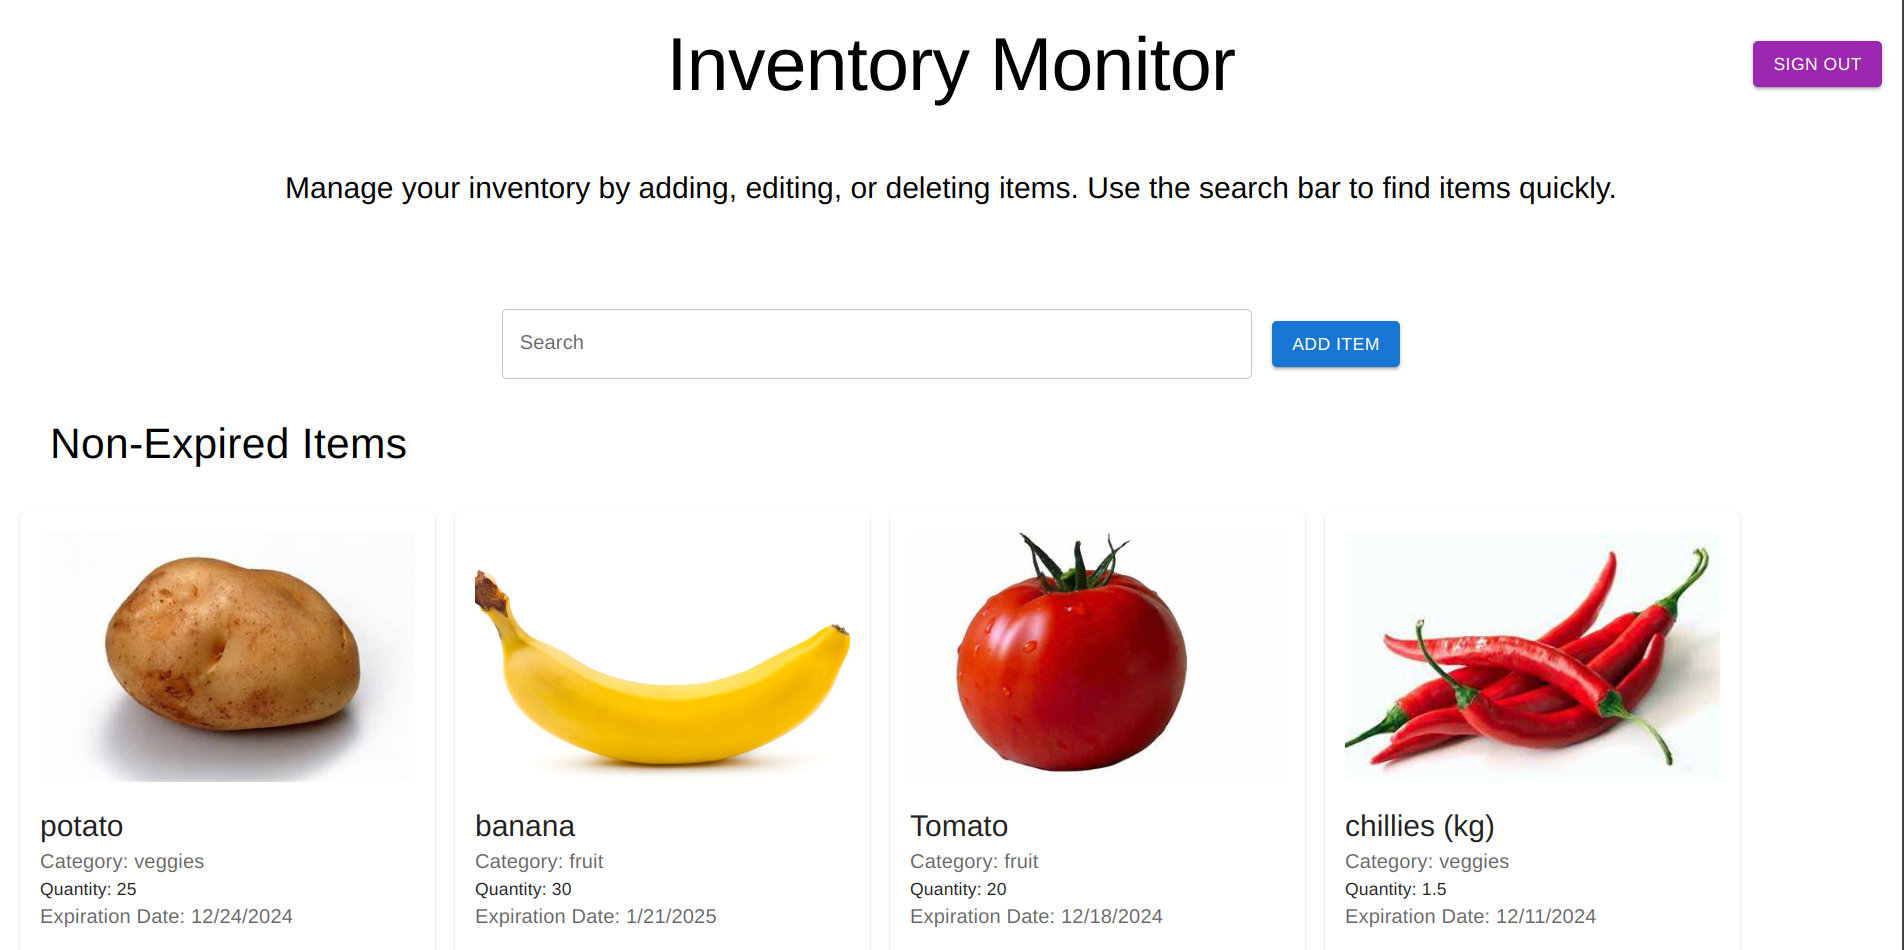 Inventory Monitor
SIGN OUT
Manage your inventory by adding, editing, or deleting items. Use the search bar to find items quickly.
Search
ADD ITEM
Non-Expired Items
potato
Category: veggies
Quantity: 25
Expiration Date: 12/24/2024
banana
Category: fruit
Quantity: 30
Expiration Date: 1/21/2025
Tomato
Category: fruit
Quantity: 20
Expiration Date: 12/18/2024
chillies (kg)
Category: veggies
Quantity: 1.5
Expiration Date: 12/11/2024